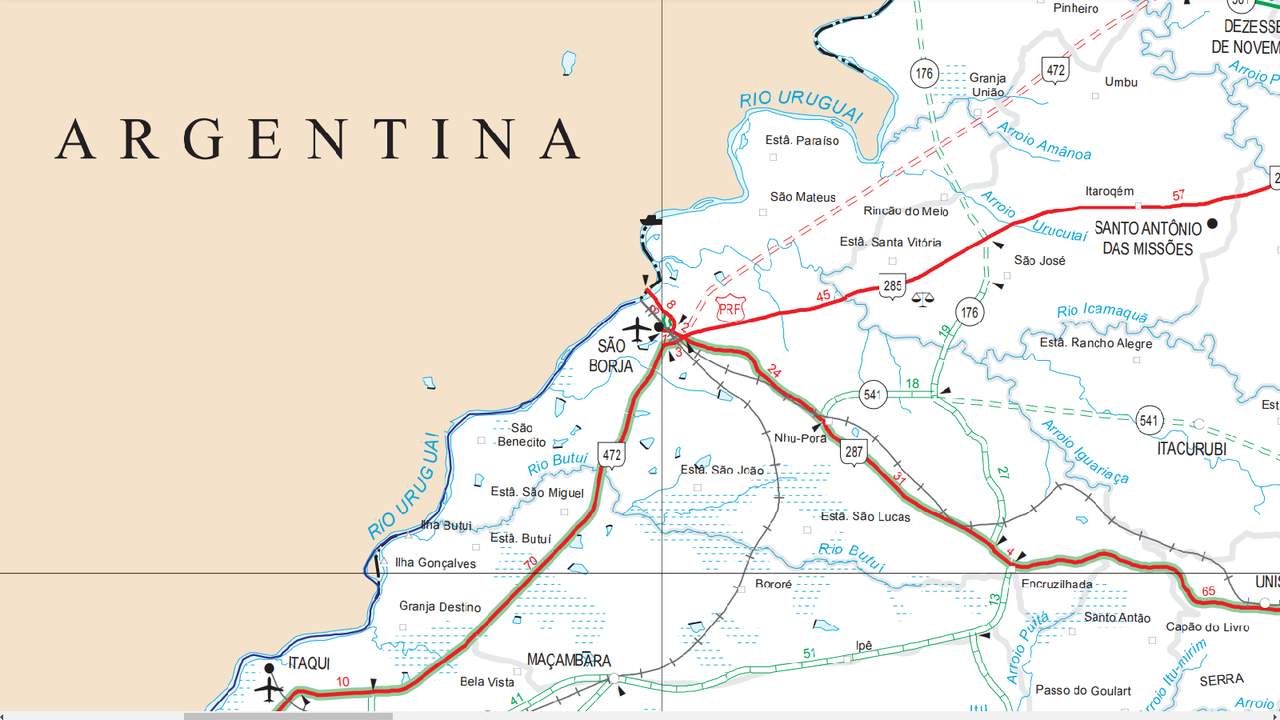 Pinheiro
DEZESSE
DE NOVEM
ARGENTINA
RIO URUGUAI
176
Granja
União
472
Umbu
Arroio P
Arroio Amânoa
Estâ. Paraíso
São Mateus
Rincão do Meio
Itaroqém
57
2
Arroio
Urucutaí
SANTO ANTÔNIO
DAS MISSÕES
Estâ. Santa Vitória
São José
285
45
PRF
8
2
3
176
19
Rio Icamaquã
Estâ. Rancho Alegre
SÃO
BORJA
24
541
18
541
ITACURUBI
Est
São
Benedito
Nhu-Porã
287
472
Rio Butuí
Estâ. São João
27
Arroio Iguariaça
RIO URUGUAI
Estâ. São Miguel
31
Ilha Butui
Estâ. Butuí
Estâ. São Lucas
Ilha Gonçalves
70
Rio Butuí
4
Bororé
Encruzilhada
UNIS
65
Granja Destino
13
Santo Antão
Capão do Livro
Arroio Puitã
ITAQUI
MAÇAMBARA
51
Ipê
10
Bela Vista
41
Passo do Goulart
Arroio Itu-mirim
SERRA
Arroio
Itú